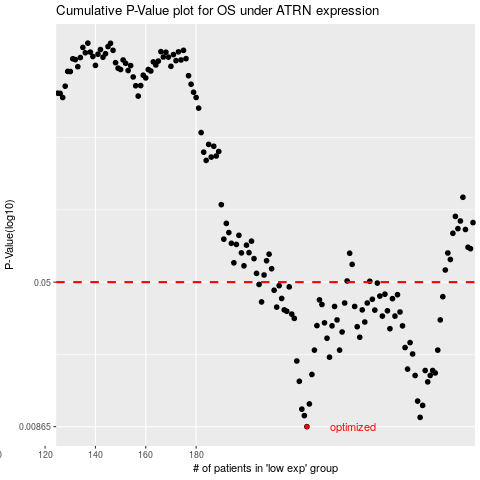 Cumulative P-Value plot for OS under ATRN expression
P-Value(log10)
0.05
0.00865
optimized
0 120 140 160 180
# of patients in 'low exp' group